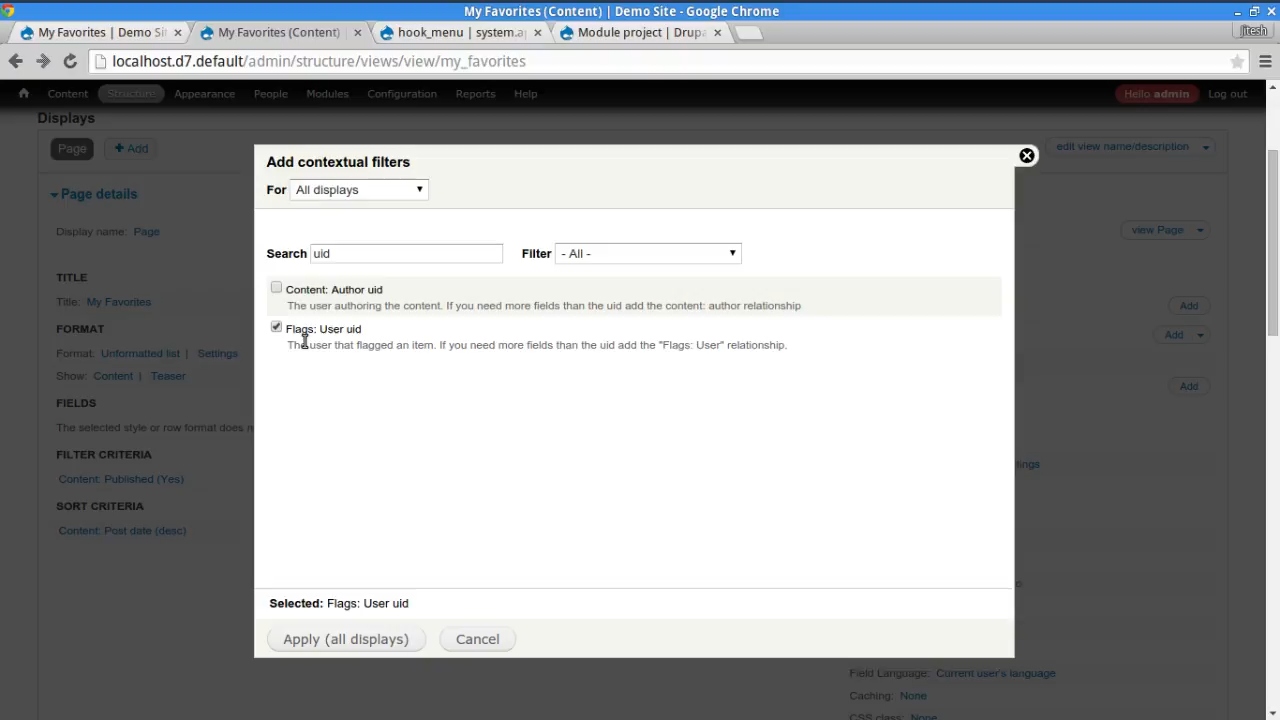 My Favorites (Content) | Demo Site - Google Chrome
My Favorites | Demo Sit
My Favorites (Content)
hook_menu | system.ap
Module project | Drupa
jitesh
localhost.d7.default/admin/structure/views/view/my_favorites
Content Structure Appearance People Modules Configuration Reports Help
Hello admin Log out
Displays
Page
Add
edit view name/description
Page details
Display name: Page
view Page
TITLE
Title: My Favorites
Add
FORMAT
Format: Unformatted list | Settings
Add
Show: Content | Teaser
Add
FIELDS
The selected style or row format does n
FILTER CRITERIA
Content: Published (Yes)
SORT CRITERIA
Content: Post date (desc)
Add contextual filters
For All displays
Search uid Filter - All -
Content: Author uid
The user authoring the content. If you need more fields than the uid add the content: author relationship
Flags: User uid
The user that flagged an item. If you need more fields than the uid add the "Flags: User" relationship.
Selected: Flags: User uid
Apply (all displays) Cancel
tings
Field Language: Current user's language
Caching: None
CSS class: None